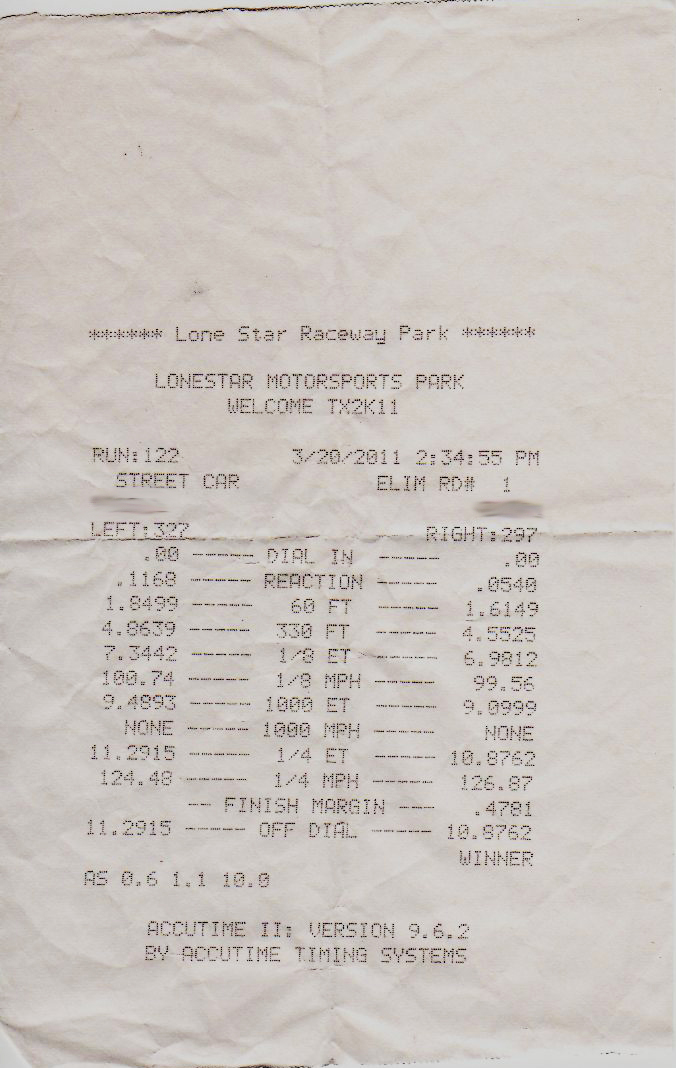 ****** Lone Star Raceway Park ******
LONESTAR MOTORSPORTS PARK
WELCOME TX2K11
RUN:122 3/20/2011 2:34:55 PM
STREET CAR ELIM RD# 1
LEFT:327 RIGHT:297
.00 ----- DIAL IN ----- .00
.1168 ----- REACTION ----- .0540
1.8499 ----- 60 FT ----- 1.6149
4.8639 ----- 330 FT ----- 4.5525
7.3442 ----- 1/8 ET ----- 6.9812
100.74 ----- 1/8 MPH ----- 99.56
9.4893 ----- 1000 ET ----- 9.0999
NONE ----- 1000 MPH ----- NONE
11.2915 ----- 1/4 ET ----- 10.8762
124.48 ----- 1/4 MPH ----- 126.87
-- FINISH MARGIN --- .4781
11.2915 ----- OFF DIAL ----- 10.8762
WINNER
AS 0.6 1.1 10.0
ACCUTIME II: VERSION 9.6.2
BY ACCUTIME TIMING SYSTEMS